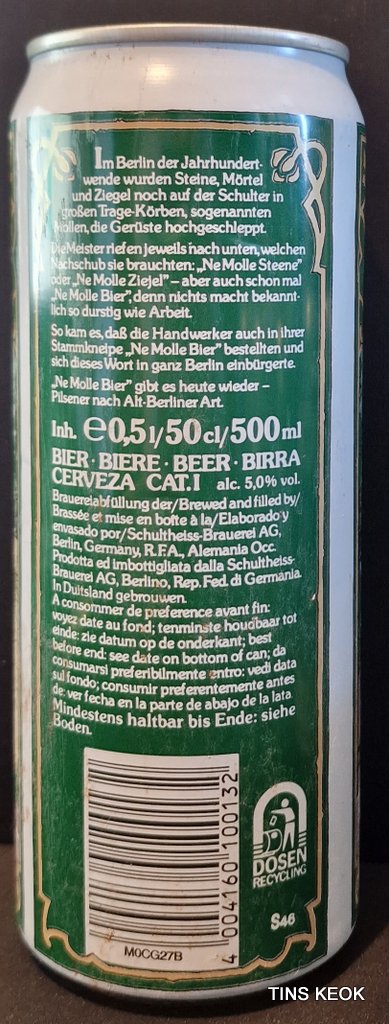 Im Berlin der Jahrhundert-
wende wurden Steine, Mörtel
und Ziegel noch auf der Schulter in
großen Trage-Körben, sogenannten
Mollen, die Gerüste hochgeschleppt.
Die Meister riefen jeweils nach unten, welchen
Nachschub sie brauchten: „Ne Molle Steene"
oder „Ne Molle Ziejel" – aber auch schon mal
„Ne Molle Bier", denn nichts macht bekannt-
lich so durstig wie Arbeit.
So kam es, daß die Handwerker auch in ihrer
Stammkneipe „Ne Molle Bier" bestellten und
sich dieses Wort in ganz Berlin einbürgerte.
„Ne Molle Bier" gibt es heute wieder –
Pilsener nach Alt-Berliner Art.
Inh. ℮0,5 l/50 cl/500 ml
BIER · BIERE · BEER · BIRRA
CERVEZA CAT.I alc. 5,0% vol.
Brauereiabfüllung der/Brewed and filled by/
Brassée et mise en boîte à la/Elaborado y
envasado por/Schultheiss-Brauerei AG,
Berlin, Germany, R.F.A., Alemania Occ.
Prodotta ed imbottigliata dalla Schultheiss-
Brauerei AG, Berlino, Rep. Fed. di Germania.
In Duitsland gebrouwen.
A consommer de preference avant fin:
voyez date au fond; tenminste houdbaar tot
einde: zie datum op de onderkant; best
before end: see date on bottom of can; da
consumarsi preferibilmente entro: vedi data
sul fondo; consumir preferentemente antes
de: ver fecha en la parte de abajo de la lata.
Mindestens haltbar bis Ende: siehe
Boden.
4 004160 100132
M0CG27B
DOSEN
RECYCLING
S46
TINS KEOK